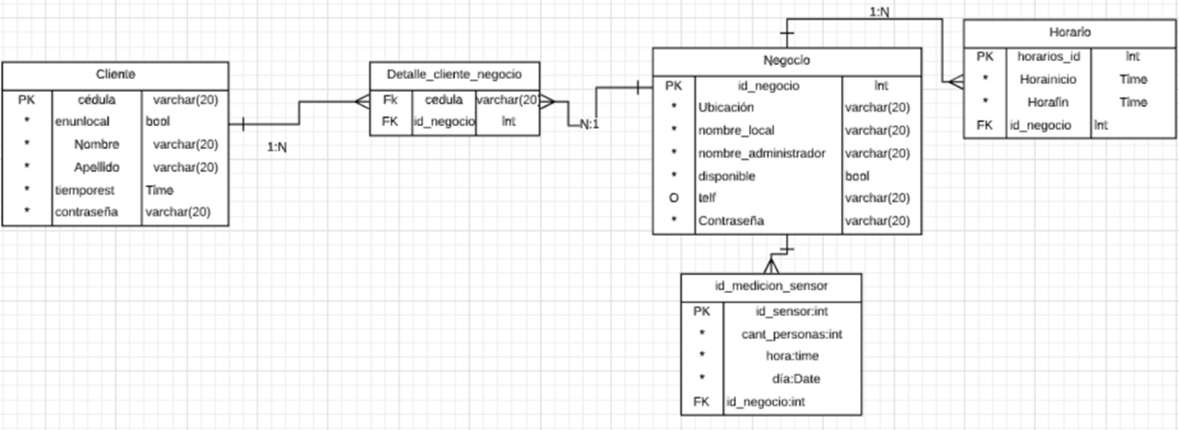 Cliente
PK cédula varchar(20)
* enunlocal bool
* Nombre varchar(20)
* Apellido varchar(20)
* tiemporest Time
* contraseña varchar(20)
1:N
Detalle_cliente_negocio
Fk cedula varchar(20)
FK id_negocio Int
N:1
Negocio
PK id_negocio Int
* Ubicación varchar(20)
* nombre_local varchar(20)
* nombre_administrador varchar(20)
* disponible bool
O telf varchar(20)
* Contraseña varchar(20)
1:N
Horario
PK horarios_id Int
* Horainicio Time
* Horafin Time
FK id_negocio Int
id_medicion_sensor
PK id_sensor:int
* cant_personas:int
* hora:time
* día:Date
FK id_negocio:int